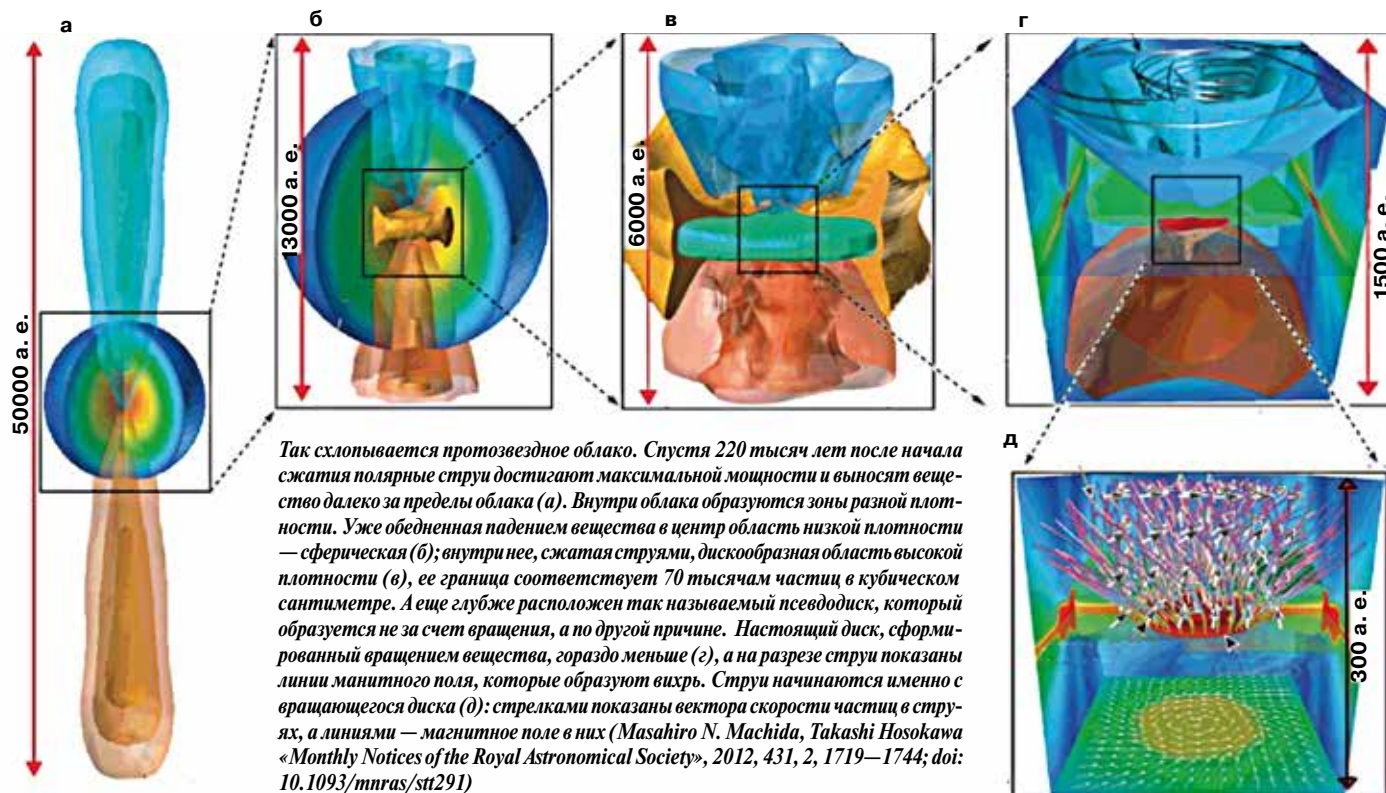 а
б
в
г
50000 а. е.
13000 а. е.
6000 а. е.
1500 а. е.
Так схлопывается протозвездное облако. Спустя 220 тысяч лет после начала
сжатия полярные струи достигают максимальной мощности и выносят веще-
ство далеко за пределы облака (а). Внутри облака образуются зоны разной плот-
ности. Уже обедненная падением вещества в центр область низкой плотности
— сферическая (б); внутри нее, сжатая струями, дискообразная область высокой
плотности (в), ее граница соответствует 70 тысячам частиц в кубическом
сантиметре. А еще глубже расположен так называемый псевдодиск, который
образуется не за счет вращения, а по другой причине. Настоящий диск, сформи-
рованный вращением вещества, гораздо меньше (г), а на разрезе струи показаны
линии манитного поля, которые образуют вихрь. Струи начинаются именно с
вращающегося диска (д): стрелками показаны вектора скорости частиц в стру-
ях, а линиями — магнитное поле в них (Masahiro N. Machida, Takashi Hosokawa
«Monthly Notices of the Royal Astronomical Society», 2012, 431, 2, 1719—1744; doi:
10.1093/mnras/stt291)
д
300 а. е.